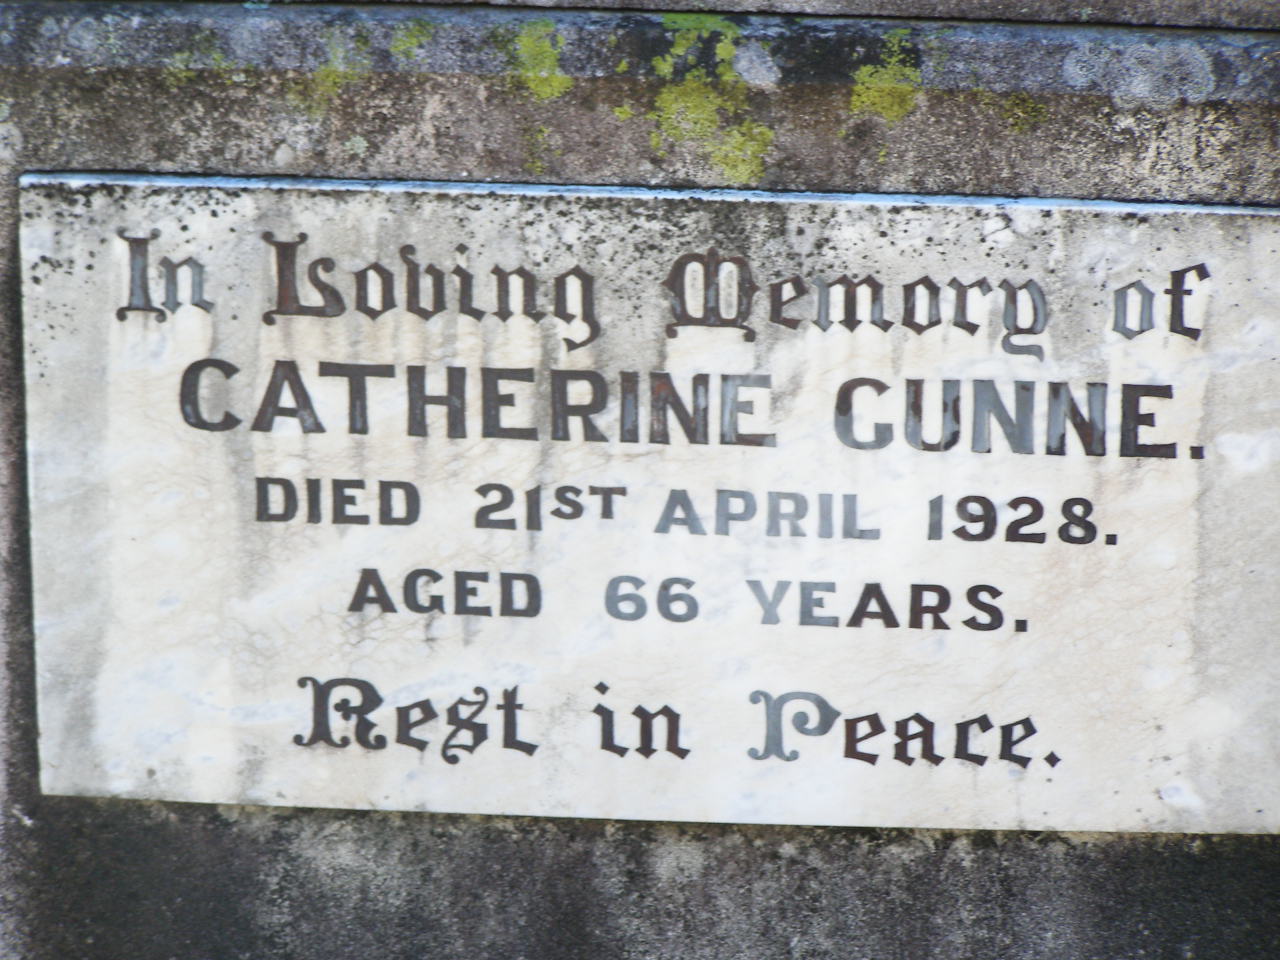 In Loving Memory of
CATHERINE GUNNE.
DIED 21ST APRIL 1928.
AGED 66 YEARS.
Rest in Peace.